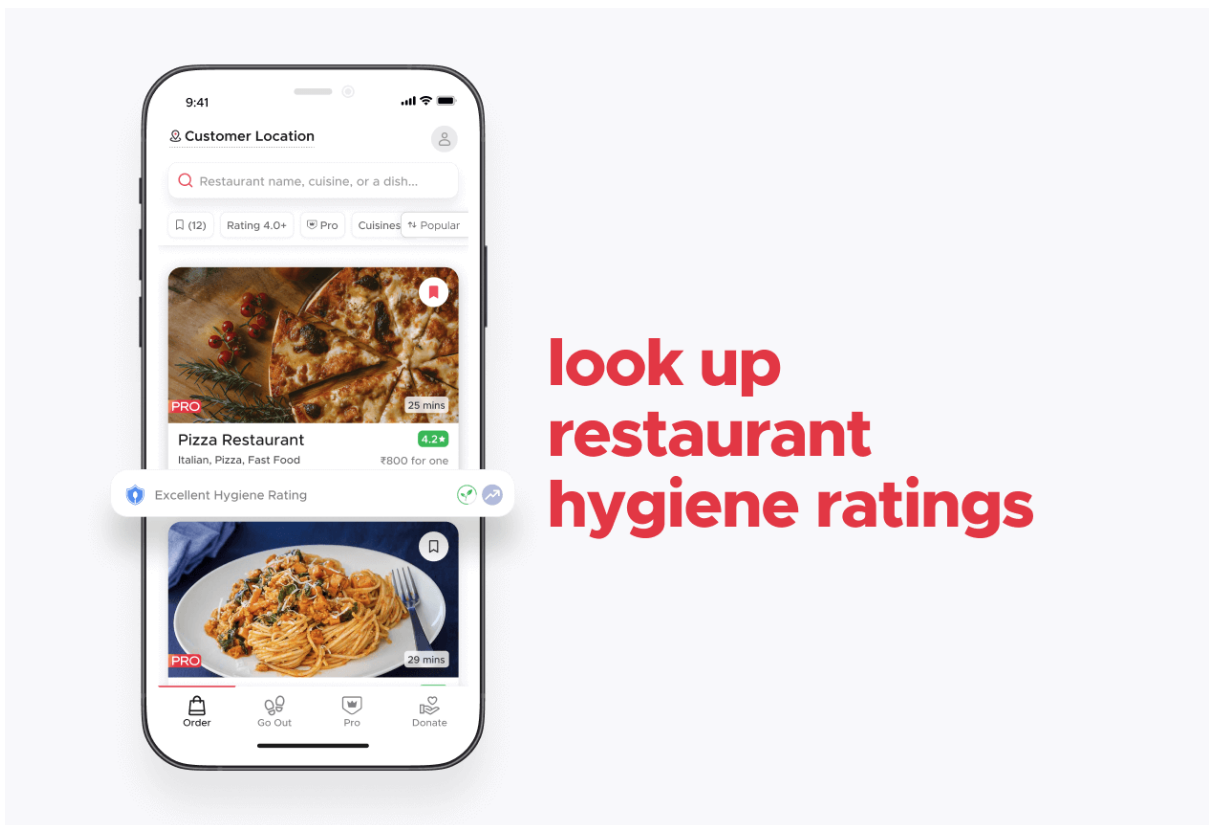 9:41
Customer Location
Restaurant name, cuisine, or a dish...
(12) Rating 4.0+ Pro Cuisines Popular
PRO 25 mins
Pizza Restaurant 4.2★
Italian, Pizza, Fast Food ₹800 for one
Excellent Hygiene Rating
PRO 29 mins
Order Go Out Pro Donate
look up
restaurant
hygiene ratings